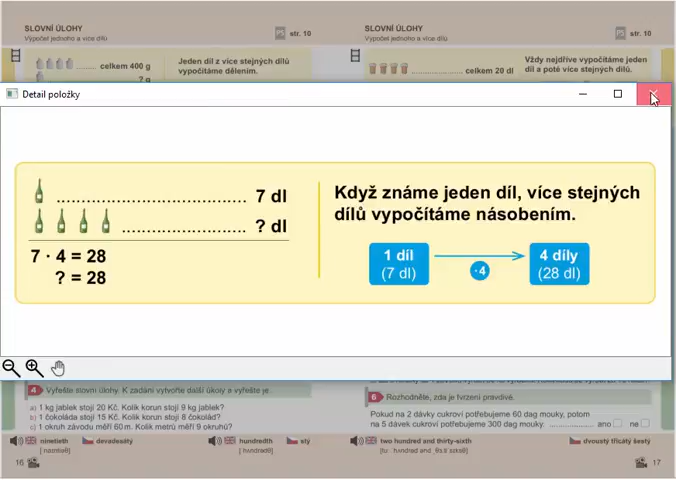 SLOVNÍ ÚLOHY
Výpočet jednoho a více dílů
str. 10
SLOVNÍ ÚLOHY
Výpočet jednoho a více dílů
str. 10
celkem 400 g
? g
Jeden díl z více stejných dílů
vypočítáme dělením.
celkem 20 dl
Vždy nejdříve vypočítáme jeden
díl a poté více stejných dílů.
Detail položky
7 dl
? dl
7 · 4 = 28
? = 28
Když známe jeden díl, více stejných
dílů vypočítáme násobením.
1 díl
(7 dl)
· 4
4 díly
(28 dl)
4 Vyřešte slovní úlohy. K zadání vytvořte další úkoly a vyřešte je.
a) 1 kg jablek stojí 20 Kč. Kolik korun stojí 9 kg jablek?
b) 1 čokoláda stojí 15 Kč. Kolik korun stojí 8 čokolád?
c) 1 okruh závodu měří 60 m. Kolik metrů měří 9 okruhů?
6 Rozhodněte, zda je tvrzení pravdivé.
Pokud na 2 dávky cukroví potřebujeme 60 dag mouky, potom
na 5 dávek cukroví potřebujeme 300 dag mouky. ano ne
ninetieth
devadesátý
hundredth
stý
two hundred and thirty-sixth
dvoustý třicátý šestý
16
17